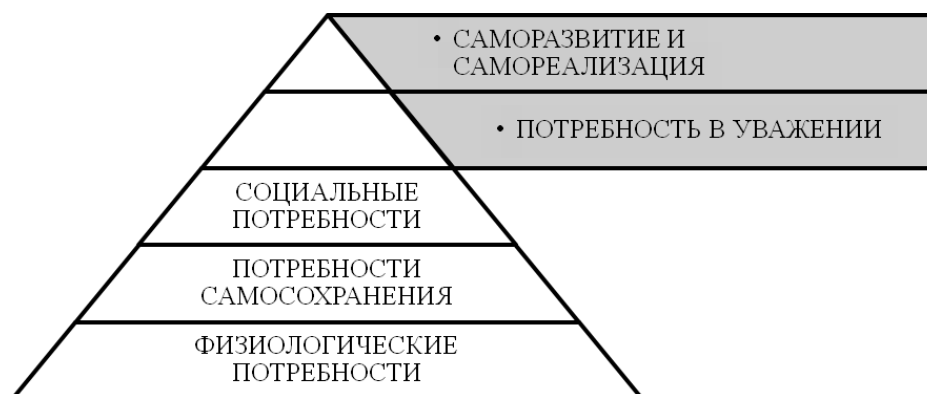 • САМОРАЗВИТИЕ И
САМОРЕАЛИЗАЦИЯ
• ПОТРЕБНОСТЬ В УВАЖЕНИИ
СОЦИАЛЬНЫЕ
ПОТРЕБНОСТИ
ПОТРЕБНОСТИ
САМОСОХРАНЕНИЯ
ФИЗИОЛОГИЧЕСКИЕ
ПОТРЕБНОСТИ